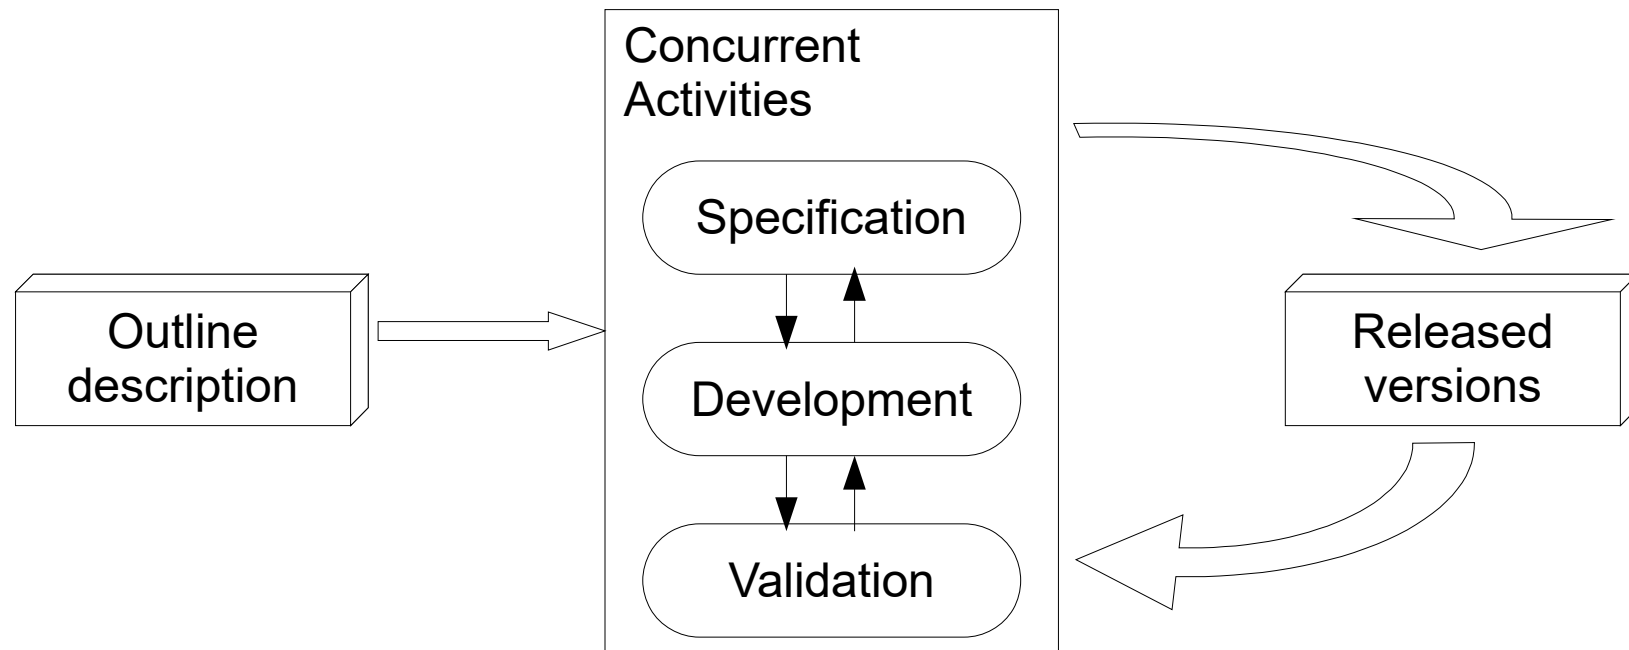 Concurrent
Activities
Specification
Outline
description
Development
Validation
Released
versions